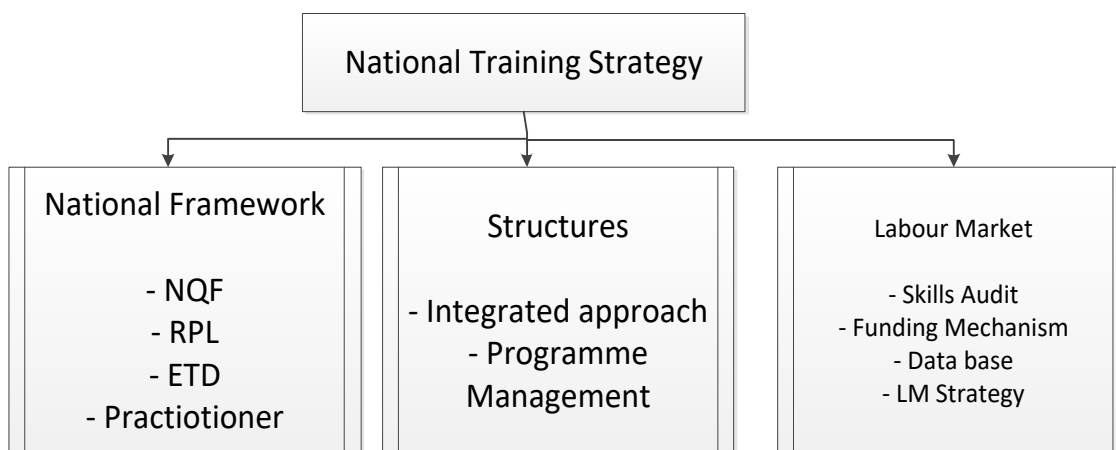 National Training Strategy
National Framework
- NQF
- RPL
- ETD
- Practiotioner
Structures
- Integrated approach
- Programme
Management
Labour Market
- Skills Audit
- Funding Mechanism
- Data base
- LM Strategy